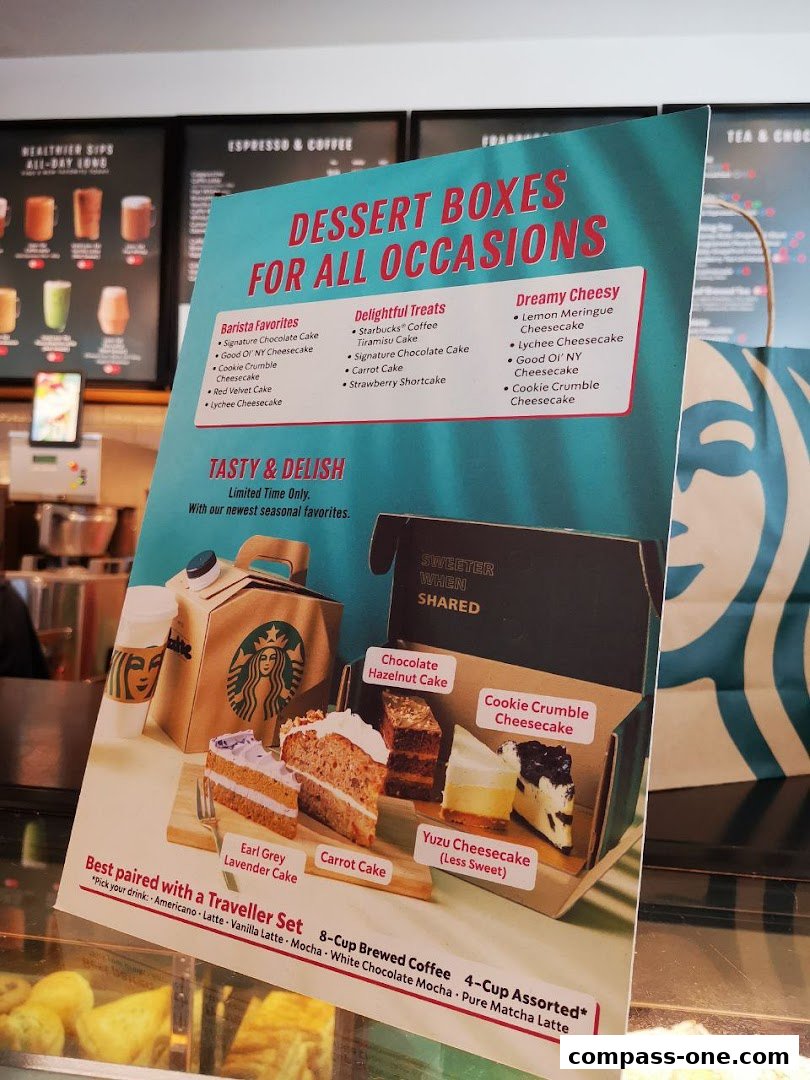 HEALTHIER SIPS
ALL-DAY LONG
ESPRESSO & COFFEE
TEA & CHOC
DESSERT BOXES
FOR ALL OCCASIONS
Barista Favorites
• Signature Chocolate Cake
• Good Ol' NY Cheesecake
• Cookie Crumble
Cheesecake
• Red Velvet Cake
• Lychee Cheesecake
Delightful Treats
• Starbucks® Coffee
Tiramisu Cake
• Signature Chocolate Cake
• Carrot Cake
• Strawberry Shortcake
Dreamy Cheesy
• Lemon Meringue
Cheesecake
• Lychee Cheesecake
• Good Ol' NY
Cheesecake
• Cookie Crumble
Cheesecake
TASTY & DELISH
Limited Time Only.
With our newest seasonal favorites.
SWEETER
WHEN
SHARED
Chocolate
Hazelnut Cake
Cookie Crumble
Cheesecake
Earl Grey
Lavender Cake
Carrot Cake
Yuzu Cheesecake
(Less Sweet)
Best paired with a Traveller Set
8-Cup Brewed Coffee 4-Cup Assorted*
*Pick your drink: • Americano • Latte • Vanilla Latte • Mocha • White Chocolate Mocha • Pure Matcha Latte
compass-one.com